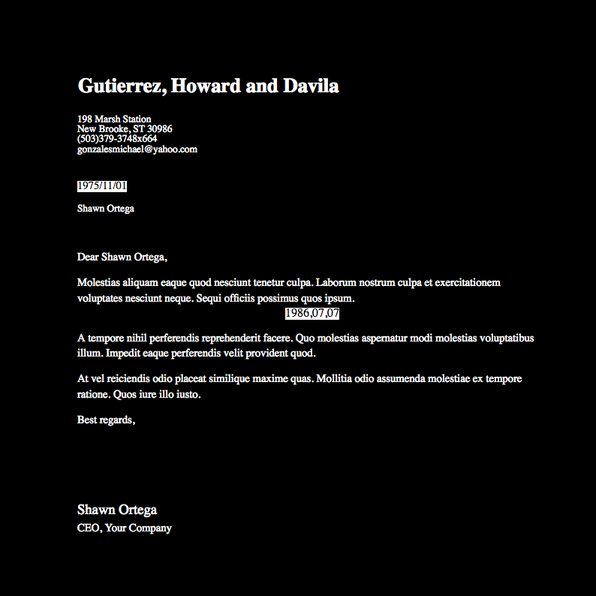 Gutierrez, Howard and Davila
198 Marsh Station
New Brooke, ST 30986
(503)379-3748x664
gonzalesmichael@yahoo.com
1975/11/01
Shawn Ortega
Dear Shawn Ortega,
Molestias aliquam eaque quod nesciunt tenetur culpa. Laborum nostrum culpa et exercitationem
voluptates nesciunt neque. Sequi officiis possimus quos ipsum.
1986,07,07
A tempore nihil perferendis reprehenderit facere. Quo molestias aspernatur modi molestias voluptatibus
illum. Impedit eaque perferendis velit provident quod.
At vel reiciendis odio placeat similique maxime quas. Mollitia odio assumenda molestiae ex tempore
ratione. Quos iure illo iusto.
Best regards,
Shawn Ortega
CEO, Your Company